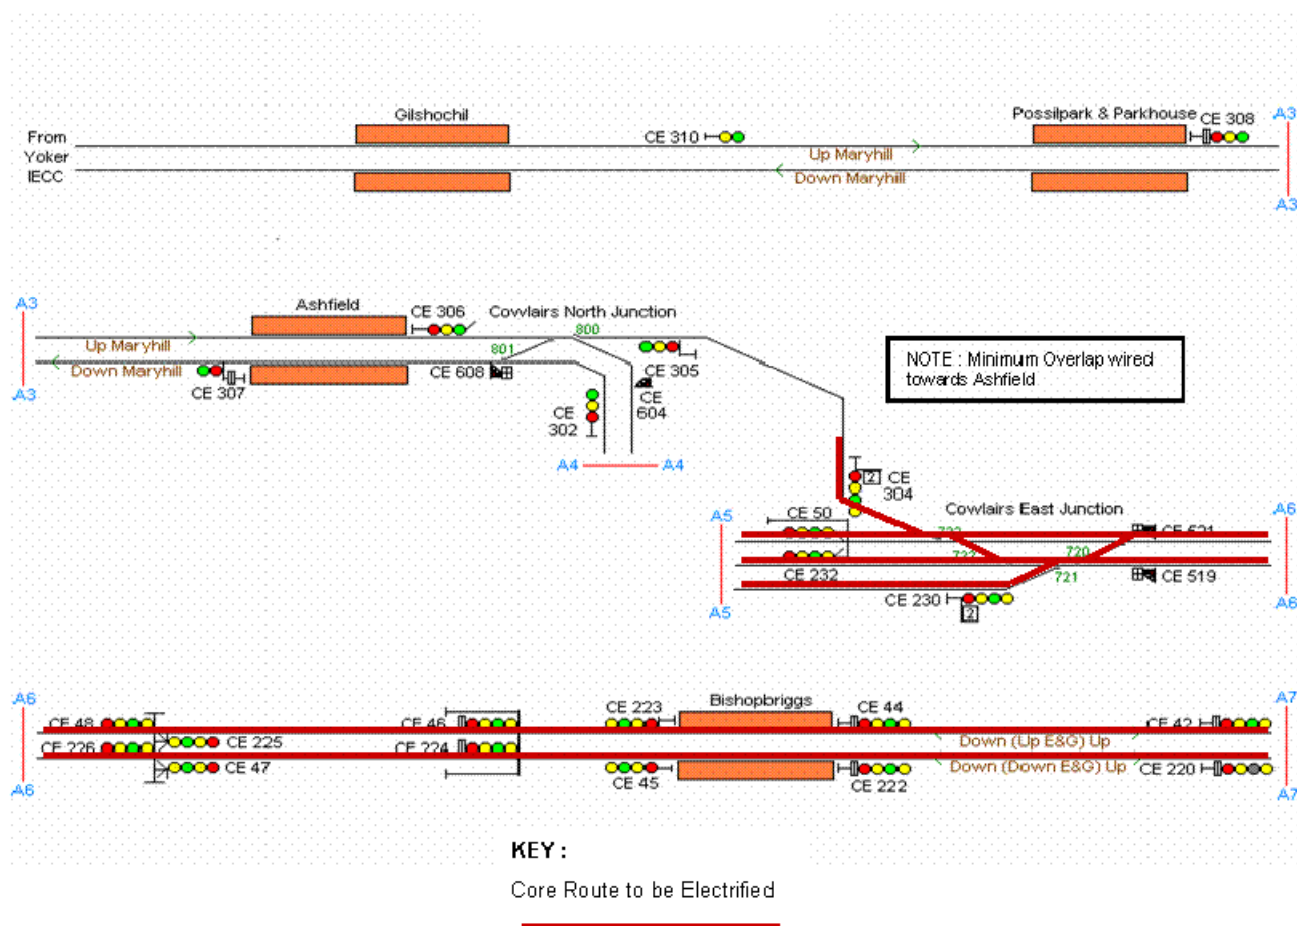 Gilshochil
Possilpark & Parkhouse
CE 308
A3
From
Yoker
IECC
CE 310
Up Maryhill
Down Maryhill
A3
A3
Ashfield
CE 306
Cowlairs North Junction
800
Up Maryhill
801
Down Maryhill
CE 608
CE 305
A3
CE 307
CE
302
CE
604
NOTE : Minimum Overlap wired
towards Ashfield
A4
A4
2
CE
304
A5
CE 50
Cowlairs East Junction
A6
CE 521
720
CE 232
721
CE 519
CE 230
2
A5
A6
A6
Bishopbriggs
A7
CE 48
CE 46
CE 223
CE 44
CE 42
CE 226
CE 225
CE 224
Down (Up E&G) Up
CE 47
CE 45
CE 222
Down (Down E&G) Up
CE 220
A6
A7
KEY :
Core Route to be Electrified